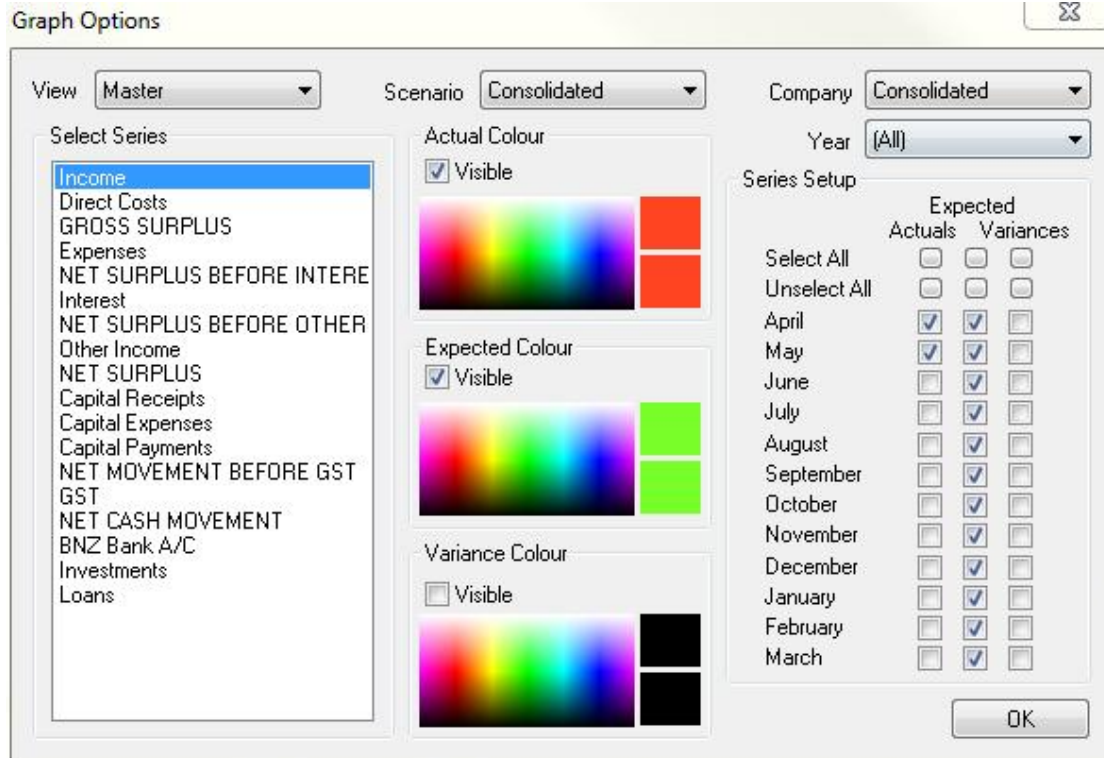 Graph Options
View Master
Scenario Consolidated
Company Consolidated
Year (All)
Select Series
Income
Direct Costs
GROSS SURPLUS
Expenses
NET SURPLUS BEFORE INTERE
Interest
NET SURPLUS BEFORE OTHER
Other Income
NET SURPLUS
Capital Receipts
Capital Expenses
Capital Payments
NET MOVEMENT BEFORE GST
GST
NET CASH MOVEMENT
BNZ Bank A/C
Investments
Loans
Actual Colour
Visible
Expected Colour
Visible
Variance Colour
Visible
Series Setup
Expected
Actuals Variances
Select All
Unselect All
April
May
June
July
August
September
October
November
December
January
February
March
OK